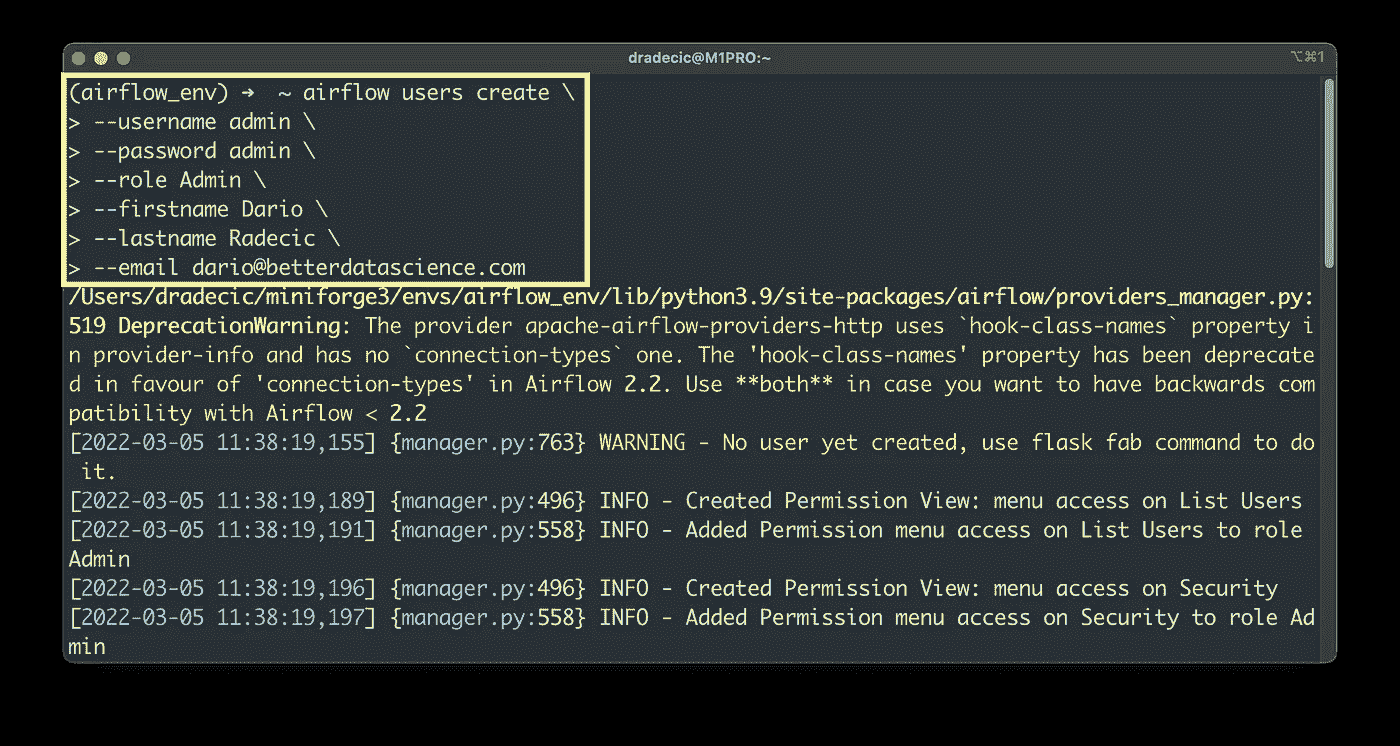 dradecic@M1PRO:~
⌥⌘1
(airflow_env) ➜  ~ airflow users create \
> --username admin \
> --password admin \
> --role Admin \
> --firstname Dario \
> --lastname Radecic \
> --email dario@betterdatascience.com
/Users/dradecic/miniforge3/envs/airflow_env/lib/python3.9/site-packages/airflow/providers_manager.py:
519 DeprecationWarning: The provider apache-airflow-providers-http uses `hook-class-names` property i
n provider-info and has no `connection-types` one. The 'hook-class-names' property has been deprecate
d in favour of 'connection-types' in Airflow 2.2. Use **both** in case you want to have backwards com
patibility with Airflow < 2.2
[2022-03-05 11:38:19,155] {manager.py:763} WARNING - No user yet created, use flask fab command to do
 it.
[2022-03-05 11:38:19,189] {manager.py:496} INFO - Created Permission View: menu access on List Users
[2022-03-05 11:38:19,191] {manager.py:558} INFO - Added Permission menu access on List Users to role
Admin
[2022-03-05 11:38:19,196] {manager.py:496} INFO - Created Permission View: menu access on Security
[2022-03-05 11:38:19,197] {manager.py:558} INFO - Added Permission menu access on Security to role Ad
min